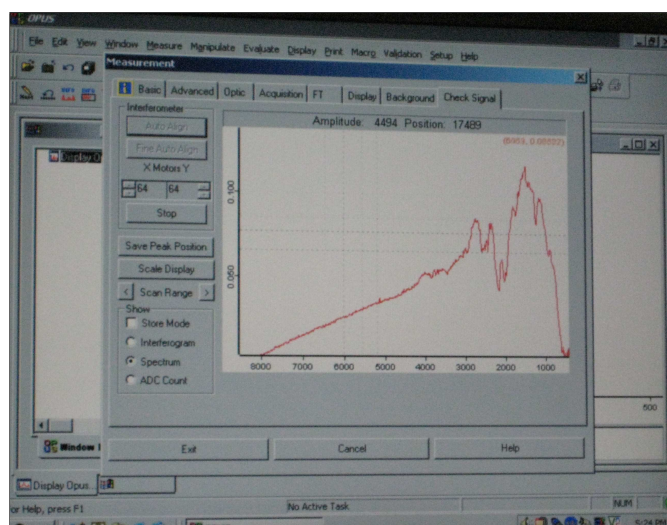 OPUS
File Edit View Window Measure Manipulate Evaluate Display Print Macro Validation Setup Help
Measurement
Basic Advanced Optic Acquisition FT Display Background Check Signal
Interferometer
Auto Align
Fine Auto Align
X Motors Y
64 64
Stop
Save Peak Position
Scale Display
< Scan Range >
Show
Store Mode
Interferogram
Spectrum
ADC Count
Amplitude: 4494 Position: 17489
0.100
0.050
8000 7000 6000 5000 4000 3000 2000 1000
500
Exit Cancel Help
Display Opus...
or Help, press F1
No Active Task
NUM